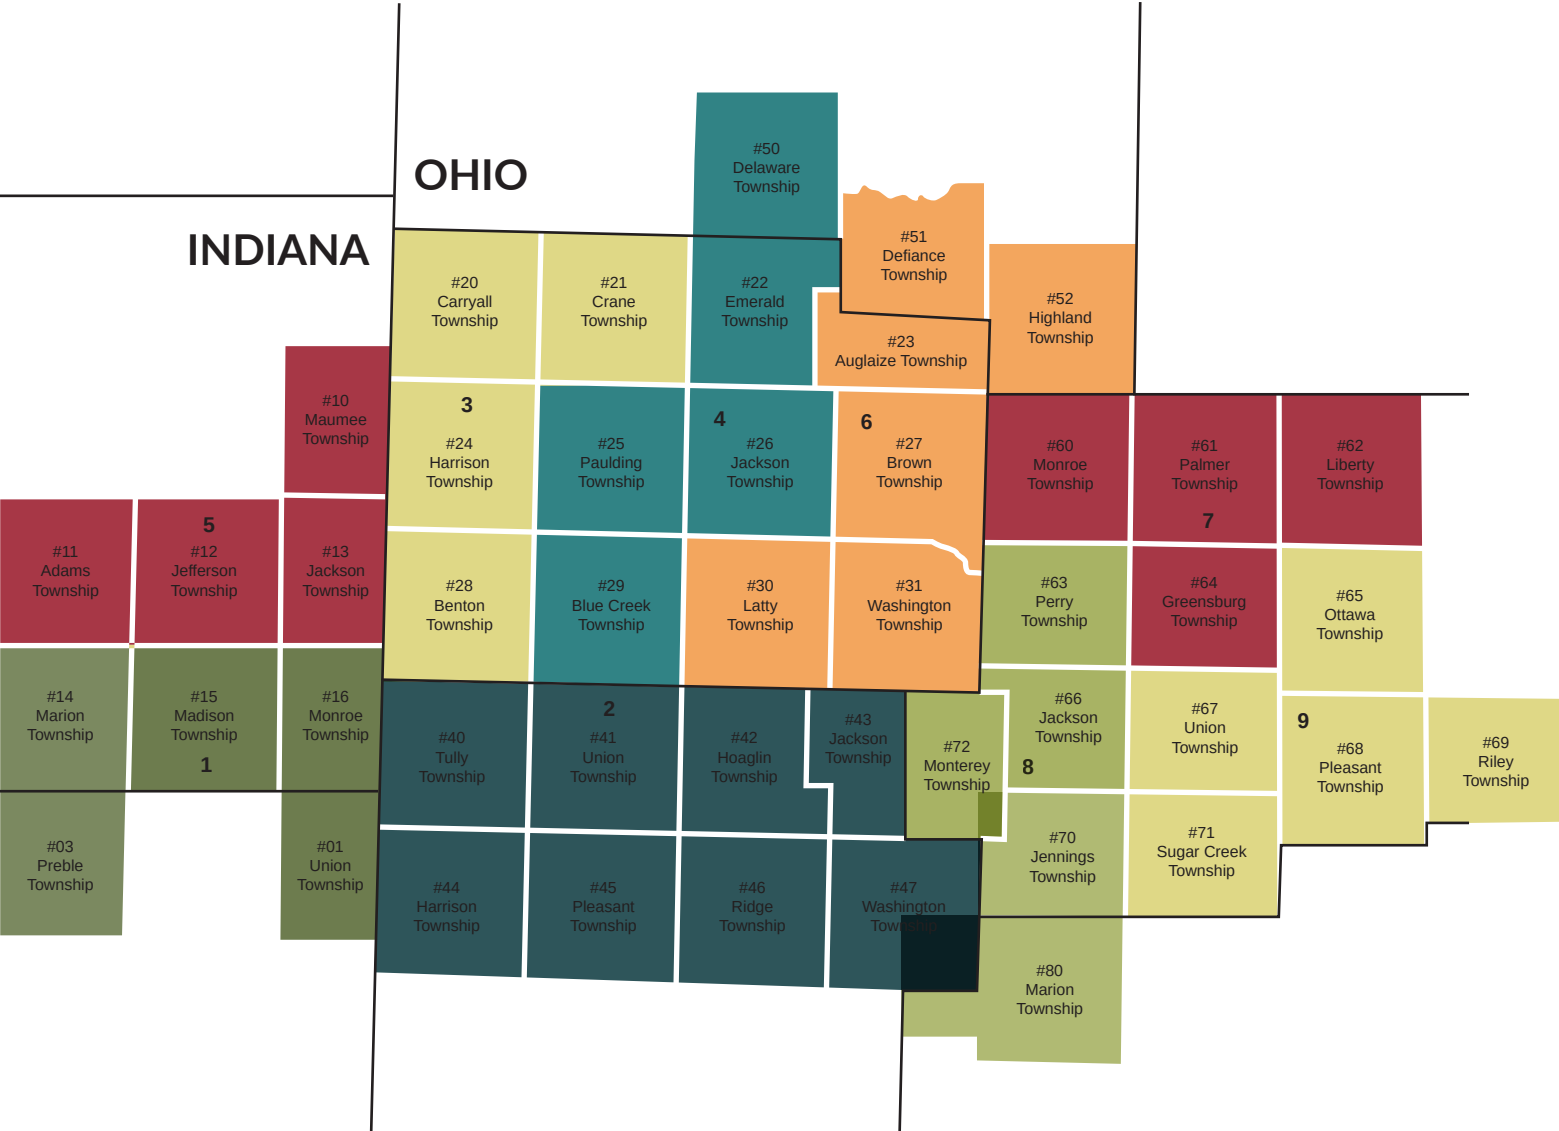 OHIO
INDIANA
#50
Delaware
Township
#51
Defiance
Township
#52
Highland
Township
#20
Carryall
Township
#21
Crane
Township
#22
Emerald
Township
#23
Auglaize Township
#10
Maumee
Township
3
#24
Harrison
Township
#25
Paulding
Township
4
#26
Jackson
Township
6
#27
Brown
Township
#60
Monroe
Township
#61
Palmer
Township
7
#62
Liberty
Township
#11
Adams
Township
5
#12
Jefferson
Township
#13
Jackson
Township
#28
Benton
Township
#29
Blue Creek
Township
#30
Latty
Township
#31
Washington
Township
#63
Perry
Township
#64
Greensburg
Township
#65
Ottawa
Township
#14
Marion
Township
#15
Madison
Township
1
#16
Monroe
Township
#40
Tully
Township
2
#41
Union
Township
#42
Hoaglin
Township
#43
Jackson
Township
#72
Monterey
Township
#66
Jackson
Township
8
#67
Union
Township
9
#68
Pleasant
Township
#69
Riley
Township
#03
Preble
Township
#01
Union
Township
#44
Harrison
Township
#45
Pleasant
Township
#46
Ridge
Township
#47
Washington
Township
#70
Jennings
Township
#71
Sugar Creek
Township
#80
Marion
Township